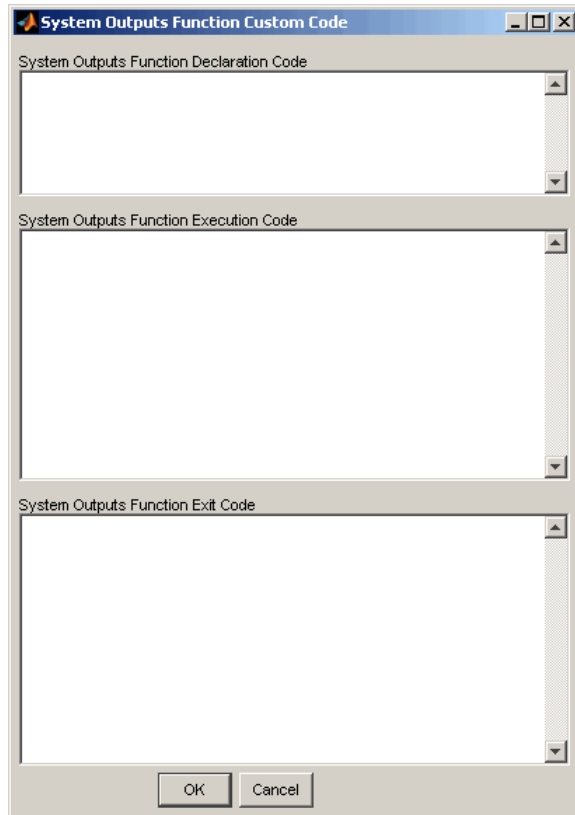 System Outputs Function Custom Code
System Outputs Function Declaration Code
System Outputs Function Execution Code
System Outputs Function Exit Code
OK Cancel